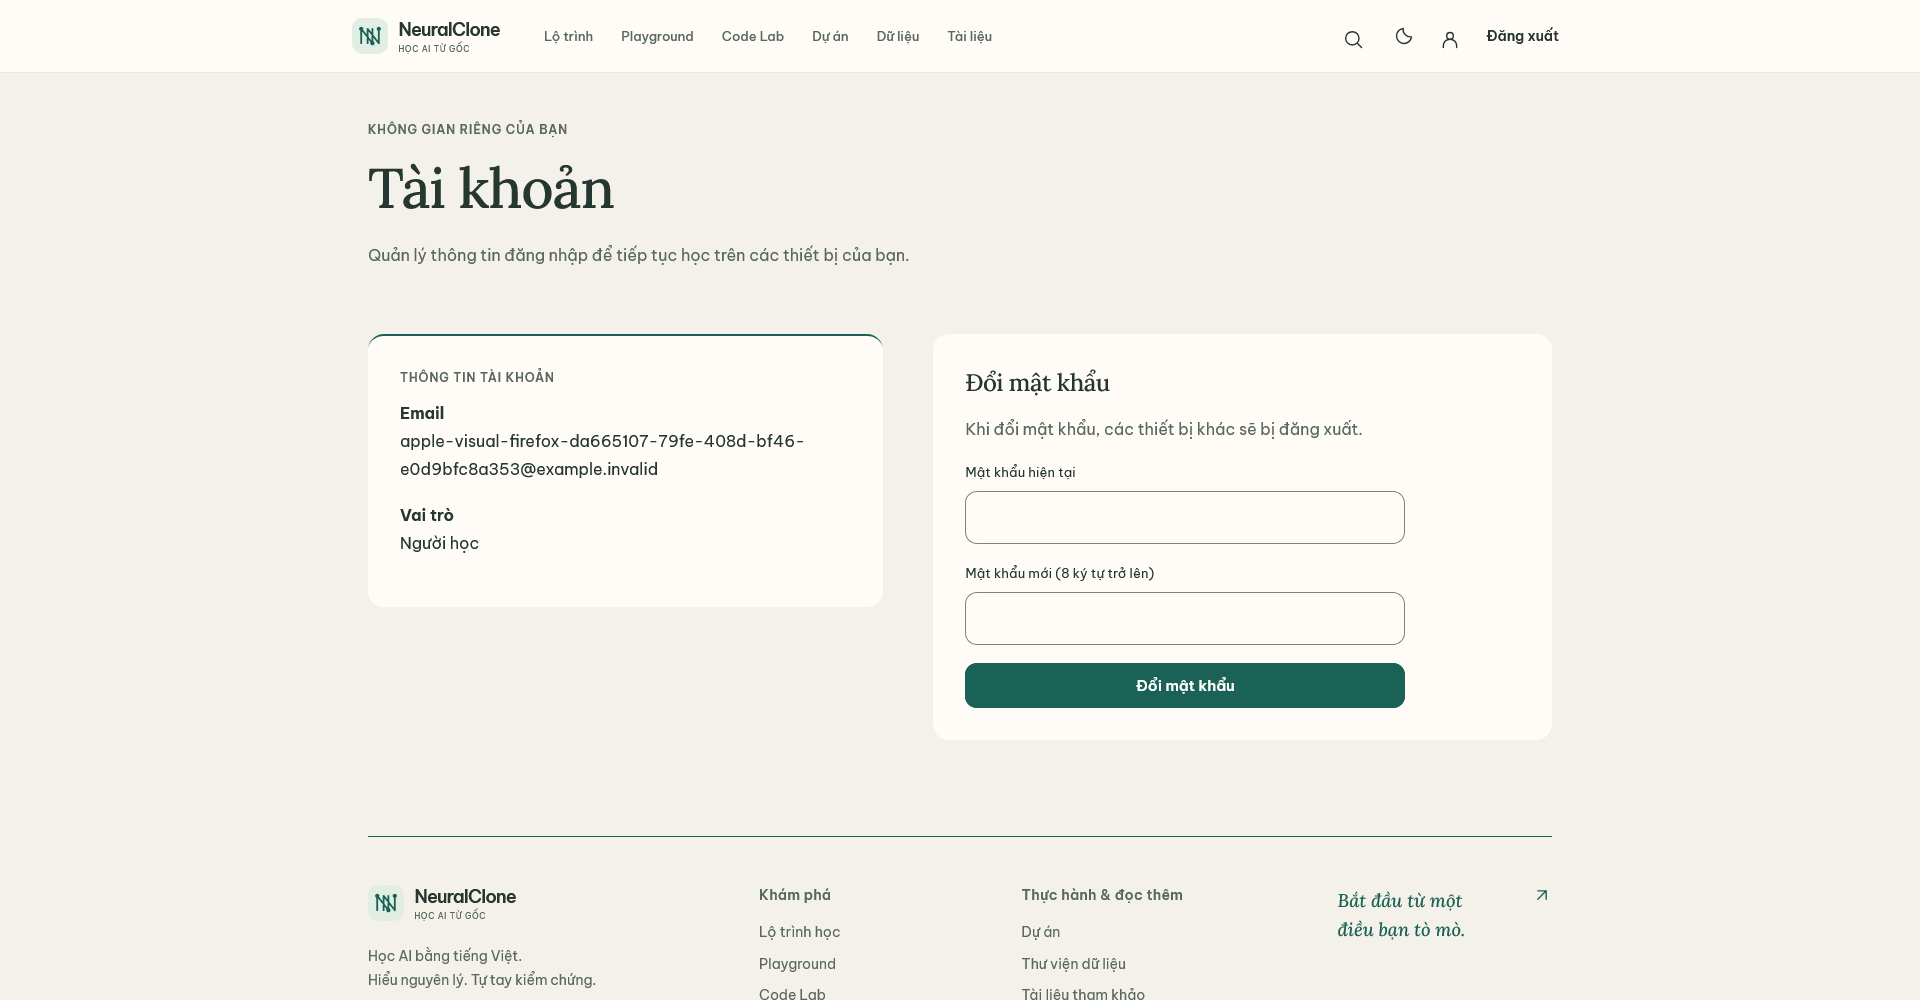 NeuralClone
HỌC AI TỪ GỐC
Lộ trình
Playground
Code Lab
Dự án
Dữ liệu
Tài liệu
Đăng xuất
KHÔNG GIAN RIÊNG CỦA BẠN
Tài khoản
Quản lý thông tin đăng nhập để tiếp tục học trên các thiết bị của bạn.
THÔNG TIN TÀI KHOẢN
Email
apple-visual-firefox-da665107-79fe-408d-bf46-
e0d9bfc8a353@example.invalid
Vai trò
Người học
Đổi mật khẩu
Khi đổi mật khẩu, các thiết bị khác sẽ bị đăng xuất.
Mật khẩu hiện tại
Mật khẩu mới (8 ký tự trở lên)
Đổi mật khẩu
NeuralClone
HỌC AI TỪ GỐC
Học AI bằng tiếng Việt.
Hiểu nguyên lý. Tự tay kiểm chứng.
Khám phá
Lộ trình học
Playground
Code Lab
Thực hành & đọc thêm
Dự án
Thư viện dữ liệu
Tài liệu tham khảo
Bắt đầu từ một
điều bạn tò mò.